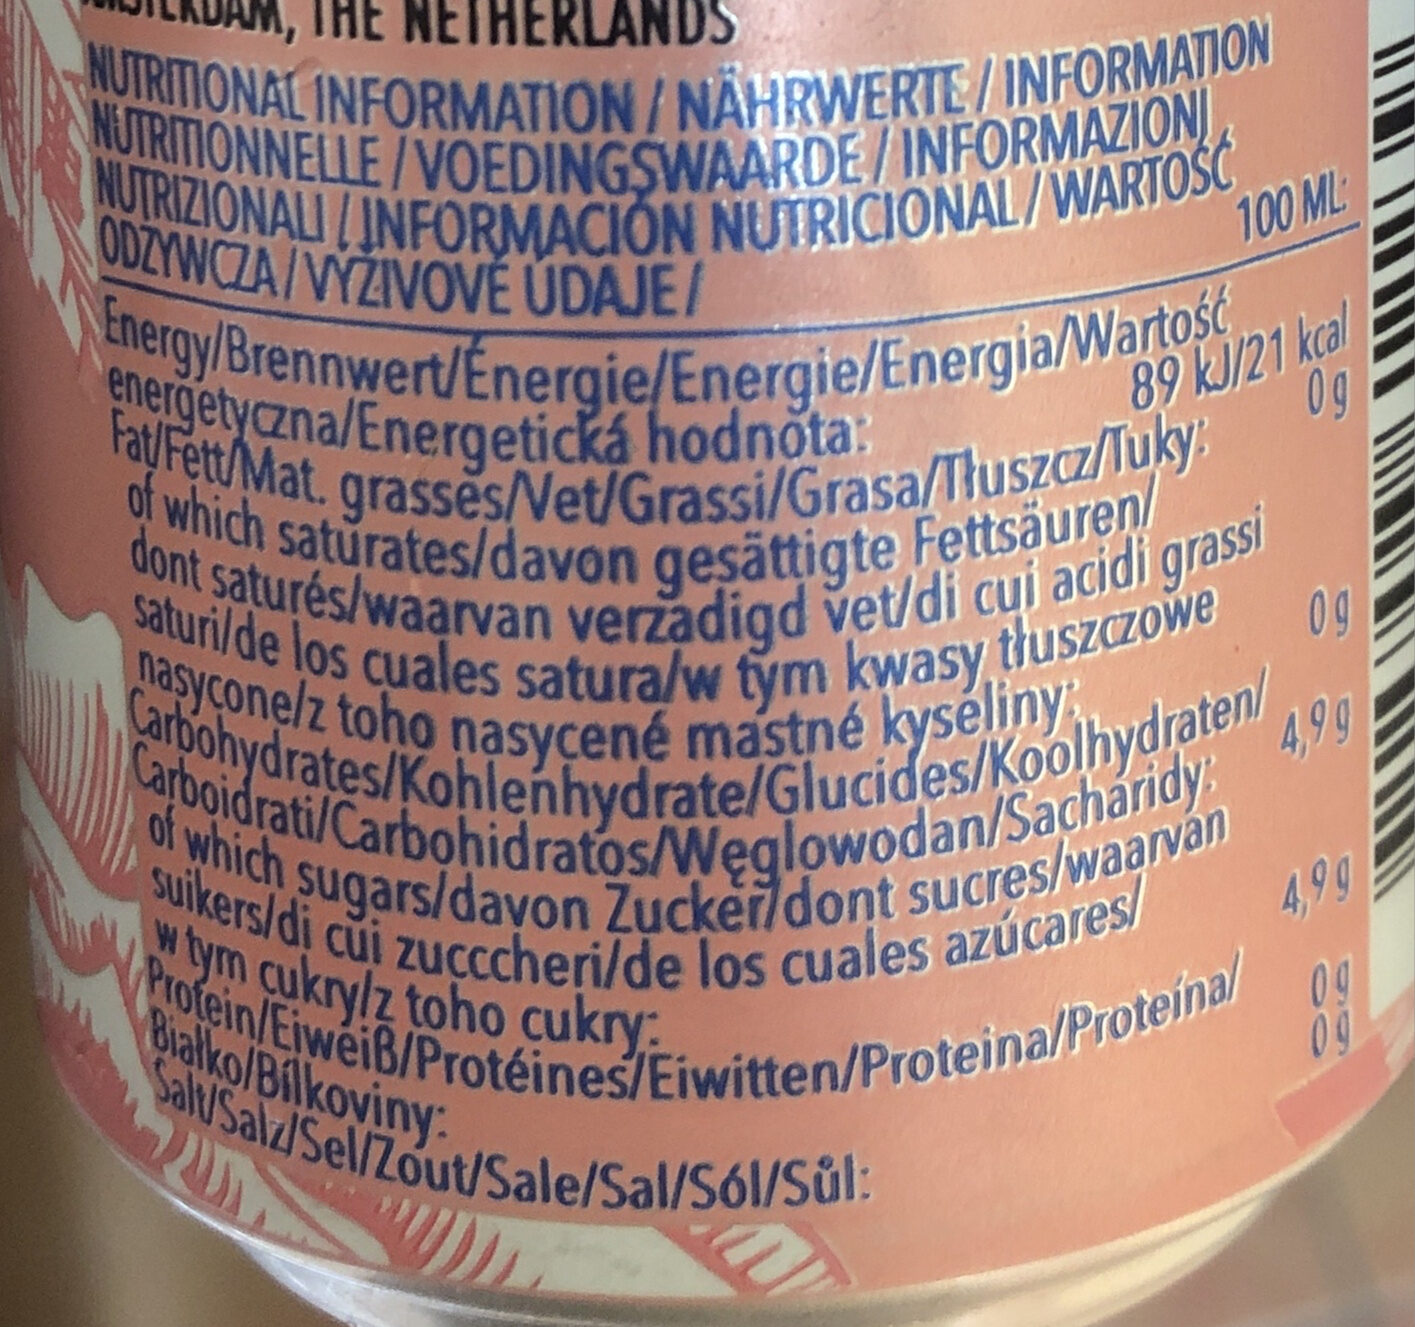 THE NETHERLANDS
NUTRITIONAL INFORMATION / NÄHRWERTE / INFORMATION
NUTRITIONNELLE / VOEDINGSWAARDE / INFORMAZIONI
NUTRIZIONALI / INFORMACIÓN NUTRICIONAL / WARTOŚĆ
ODZYWCZA / VÝŽIVOVÉ ÚDAJE /
100 ML:
Energy/Brennwert/Énergie/Energie/Energia/Wartość
energetyczna/Energetická hodnota:
89 kJ/21 kcal
Fat/Fett/Mat. grasses/Vet/Grassi/Grasa/Tłuszcz/Tuky:
0 g
of which saturates/davon gesättigte Fettsäuren/
dont saturés/waarvan verzadigd vet/di cui acidi grassi
saturi/de los cuales satura/w tym kwasy tłuszczowe
nasycone/z toho nasycené mastné kyseliny:
0 g
Carbohydrates/Kohlenhydrate/Glucides/Koolhydraten/
Carboidrati/Carbohidratos/Węglowodan/Sacharidy:
4,9 g
of which sugars/davon Zucker/dont sucres/waarvan
suikers/di cui zucccheri/de los cuales azúcares/
w tym cukry/z toho cukry:
4,9 g
Protein/Eiweiß/Protéines/Eiwitten/Proteina/Proteína/
Białko/Bílkoviny:
0 g
Salt/Salz/Sel/Zout/Sale/Sal/Sól/Sůl:
0 g